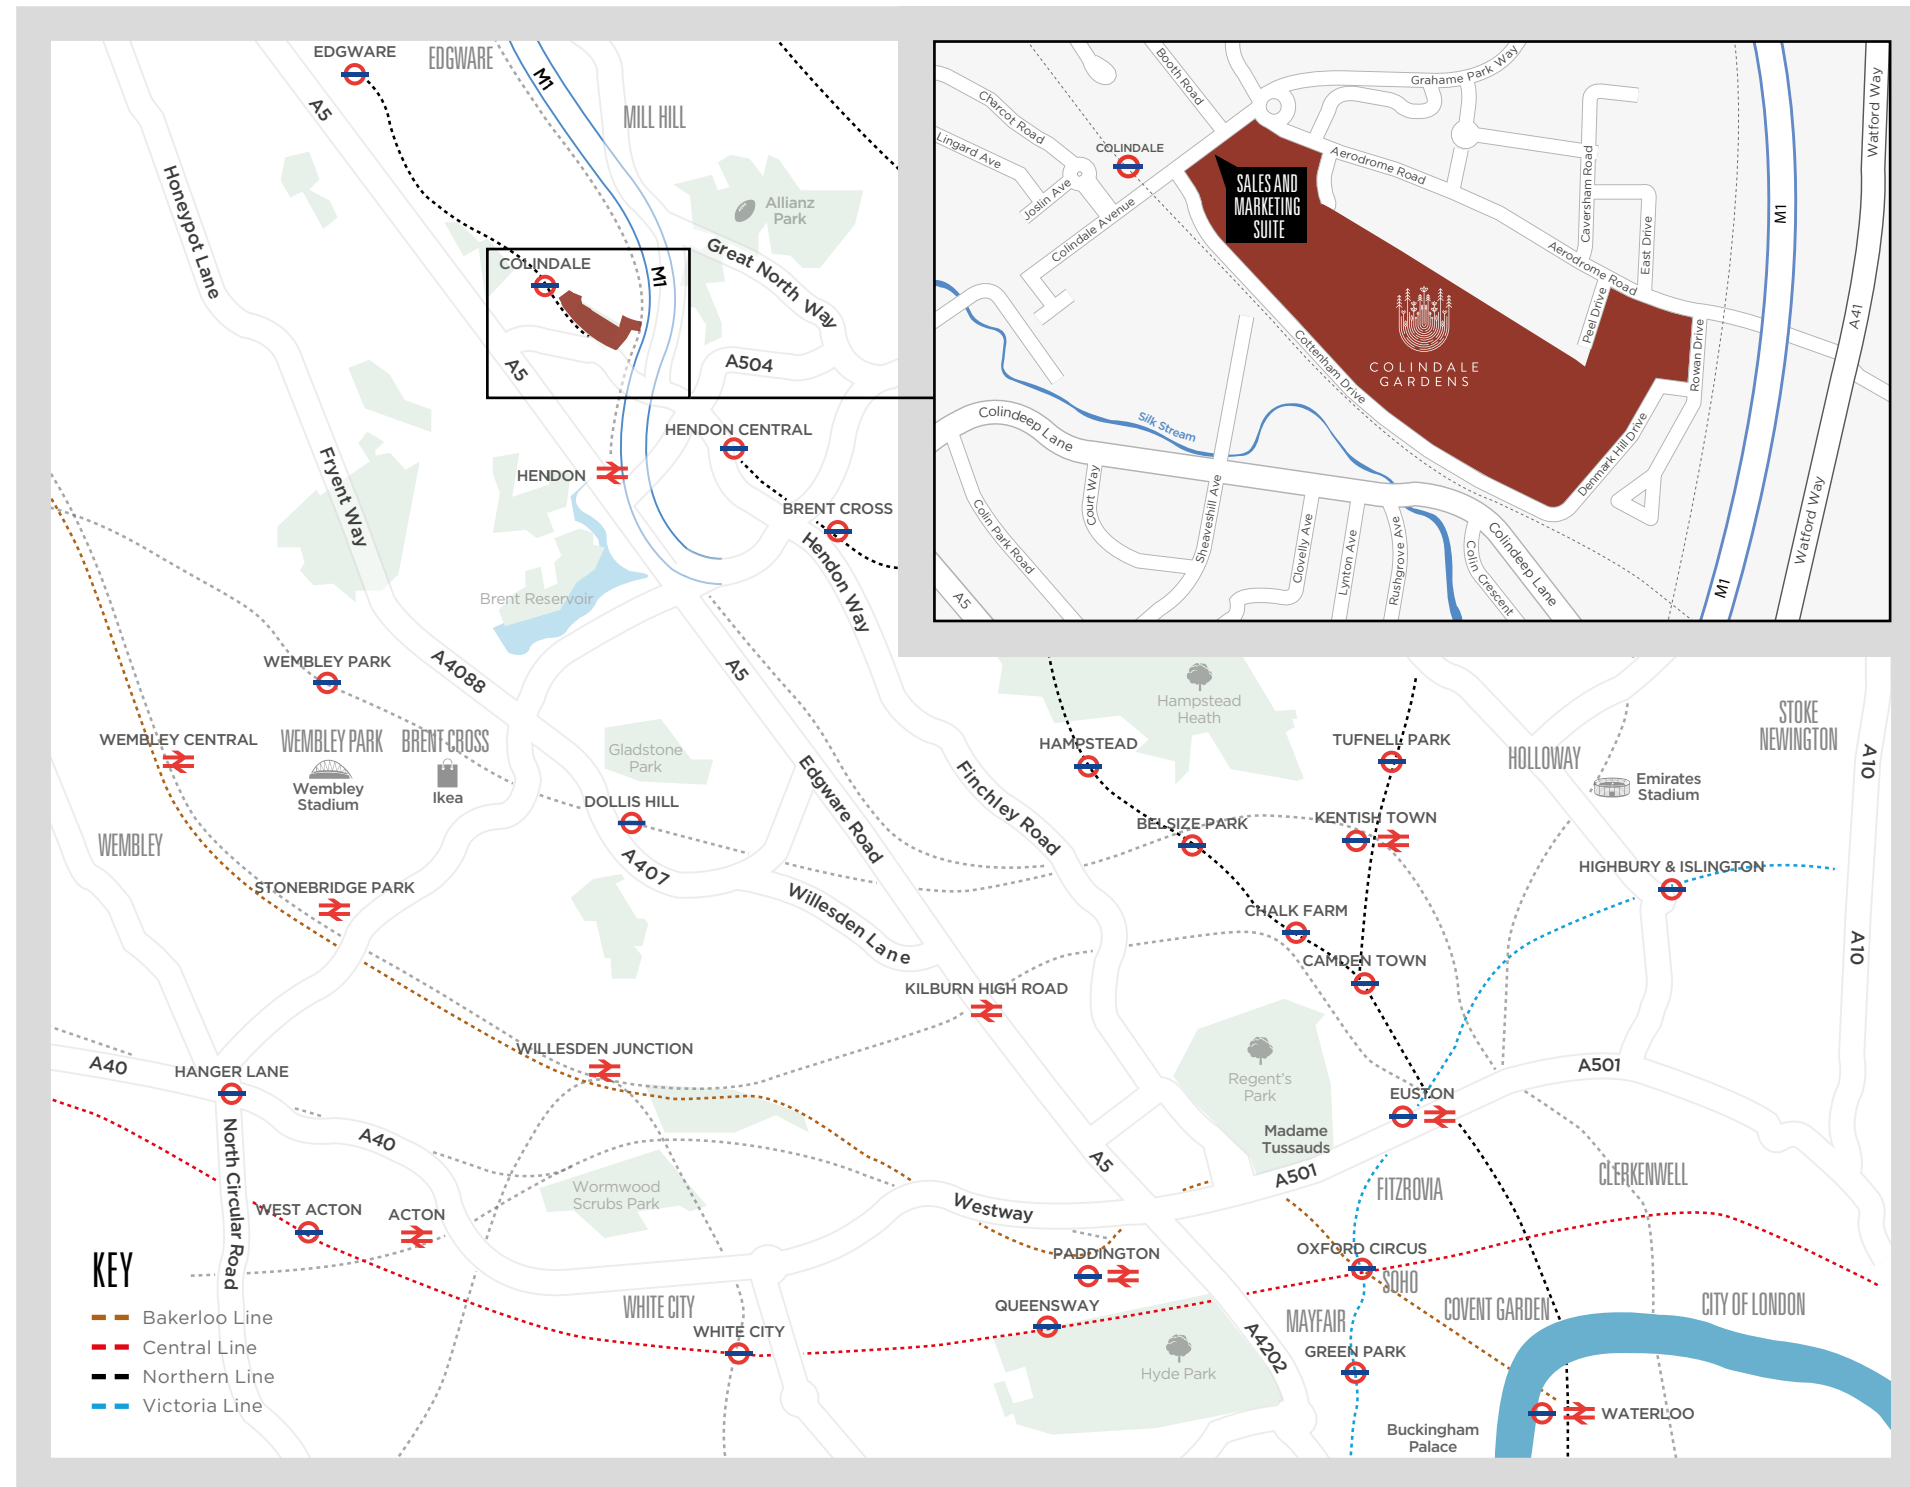 EDGWARE
EDGWARE
M1
A5
MILL HILL
Honeypot Lane
Allianz
Park
Great North Way
COLINDALE
M1
A5
A504
HENDON CENTRAL
HENDON
BRENT CROSS
Hendon Way
Fryent Way
Brent Reservoir
WEMBLEY PARK
A4088
A5
WEMBLEY CENTRAL
WEMBLEY PARK
BRENT CROSS
Wembley
Stadium
Ikea
Gladstone
Park
DOLLIS HILL
Edgware Road
Finchley Road
WEMBLEY
A407
Willesden Lane
STONEBRIDGE PARK
KILBURN HIGH ROAD
WILLESDEN JUNCTION
A40
HANGER LANE
A40
North Circular Road
WEST ACTON
ACTON
Wormwood
Scrubs Park
A5
Westway
WHITE CITY
WHITE CITY
PADDINGTON
QUEENSWAY
Hyde Park
A4202
Hampstead
Heath
HAMPSTEAD
TUFNELL PARK
HOLLOWAY
STOKE
NEWINGTON
Emirates
Stadium
A10
BELSIZE PARK
KENTISH TOWN
HIGHBURY & ISLINGTON
CHALK FARM
CAMDEN TOWN
A10
Regent's
Park
Madame
Tussauds
EUSTON
A501
A501
FITZROVIA
CLERKENWELL
OXFORD CIRCUS
SOHO
MAYFAIR
COVENT GARDEN
CITY OF LONDON
GREEN PARK
Buckingham
Palace
WATERLOO
KEY
Bakerloo Line
Central Line
Northern Line
Victoria Line
Booth Road
Grahame Park Way
Charcot Road
Lingard Ave
COLINDALE
Joslin Ave
Colindale Avenue
SALES AND
MARKETING
SUITE
Aerodrome Road
Caversham Road
East Drive
Aerodrome Road
Peel Drive
Rowan Drive
M1
Watford Way
A41
COLINDALE
GARDENS
Cottenham Drive
Denmark Hill Drive
Silk Stream
Colindeep Lane
Court Way
Colin Park Road
Sheaveshill Ave
Clovelly Ave
Lynton Ave
Rushgrove Ave
Colin Crescent
Colindeep Lane
A5
M1
Watford Way